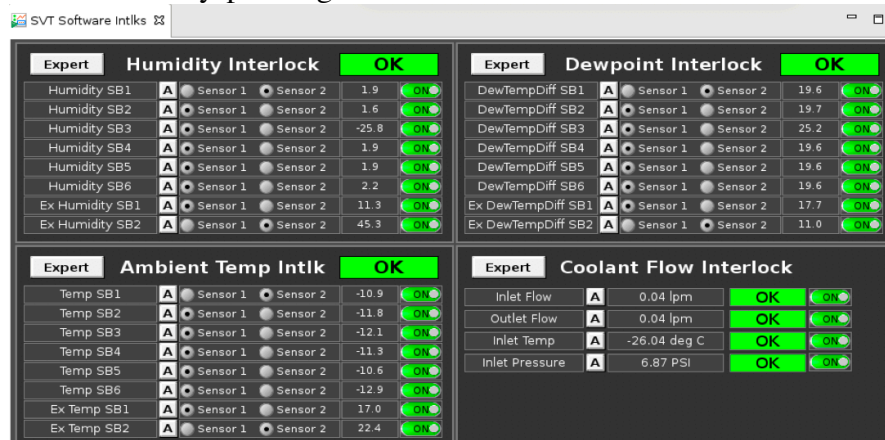 SVT Software Intlks
Expert Humidity Interlock OK
Humidity SB1 A Sensor 1 Sensor 2 1.9 ON
Humidity SB2 A Sensor 1 Sensor 2 1.6 ON
Humidity SB3 A Sensor 1 Sensor 2 -25.8 ON
Humidity SB4 A Sensor 1 Sensor 2 1.9 ON
Humidity SB5 A Sensor 1 Sensor 2 1.9 ON
Humidity SB6 A Sensor 1 Sensor 2 2.2 ON
Ex Humidity SB1 A Sensor 1 Sensor 2 11.3 ON
Ex Humidity SB2 A Sensor 1 Sensor 2 45.3 ON
Expert Dewpoint Interlock OK
DewTempDiff SB1 A Sensor 1 Sensor 2 19.6 ON
DewTempDiff SB2 A Sensor 1 Sensor 2 19.7 ON
DewTempDiff SB3 A Sensor 1 Sensor 2 25.2 ON
DewTempDiff SB4 A Sensor 1 Sensor 2 19.6 ON
DewTempDiff SB5 A Sensor 1 Sensor 2 19.6 ON
DewTempDiff SB6 A Sensor 1 Sensor 2 19.6 ON
Ex DewTempDiff SB1 A Sensor 1 Sensor 2 17.7 ON
Ex DewTempDiff SB2 A Sensor 1 Sensor 2 11.0 ON
Expert Ambient Temp Intlk OK
Temp SB1 A Sensor 1 Sensor 2 -10.9 ON
Temp SB2 A Sensor 1 Sensor 2 -11.8 ON
Temp SB3 A Sensor 1 Sensor 2 -12.1 ON
Temp SB4 A Sensor 1 Sensor 2 -11.3 ON
Temp SB5 A Sensor 1 Sensor 2 -10.6 ON
Temp SB6 A Sensor 1 Sensor 2 -12.9 ON
Ex Temp SB1 A Sensor 1 Sensor 2 17.0 ON
Ex Temp SB2 A Sensor 1 Sensor 2 22.4 ON
Expert Coolant Flow Interlock
Inlet Flow A 0.04 lpm OK ON
Outlet Flow A 0.04 lpm OK ON
Inlet Temp A -26.04 deg C OK ON
Inlet Pressure A 6.87 PSI OK ON